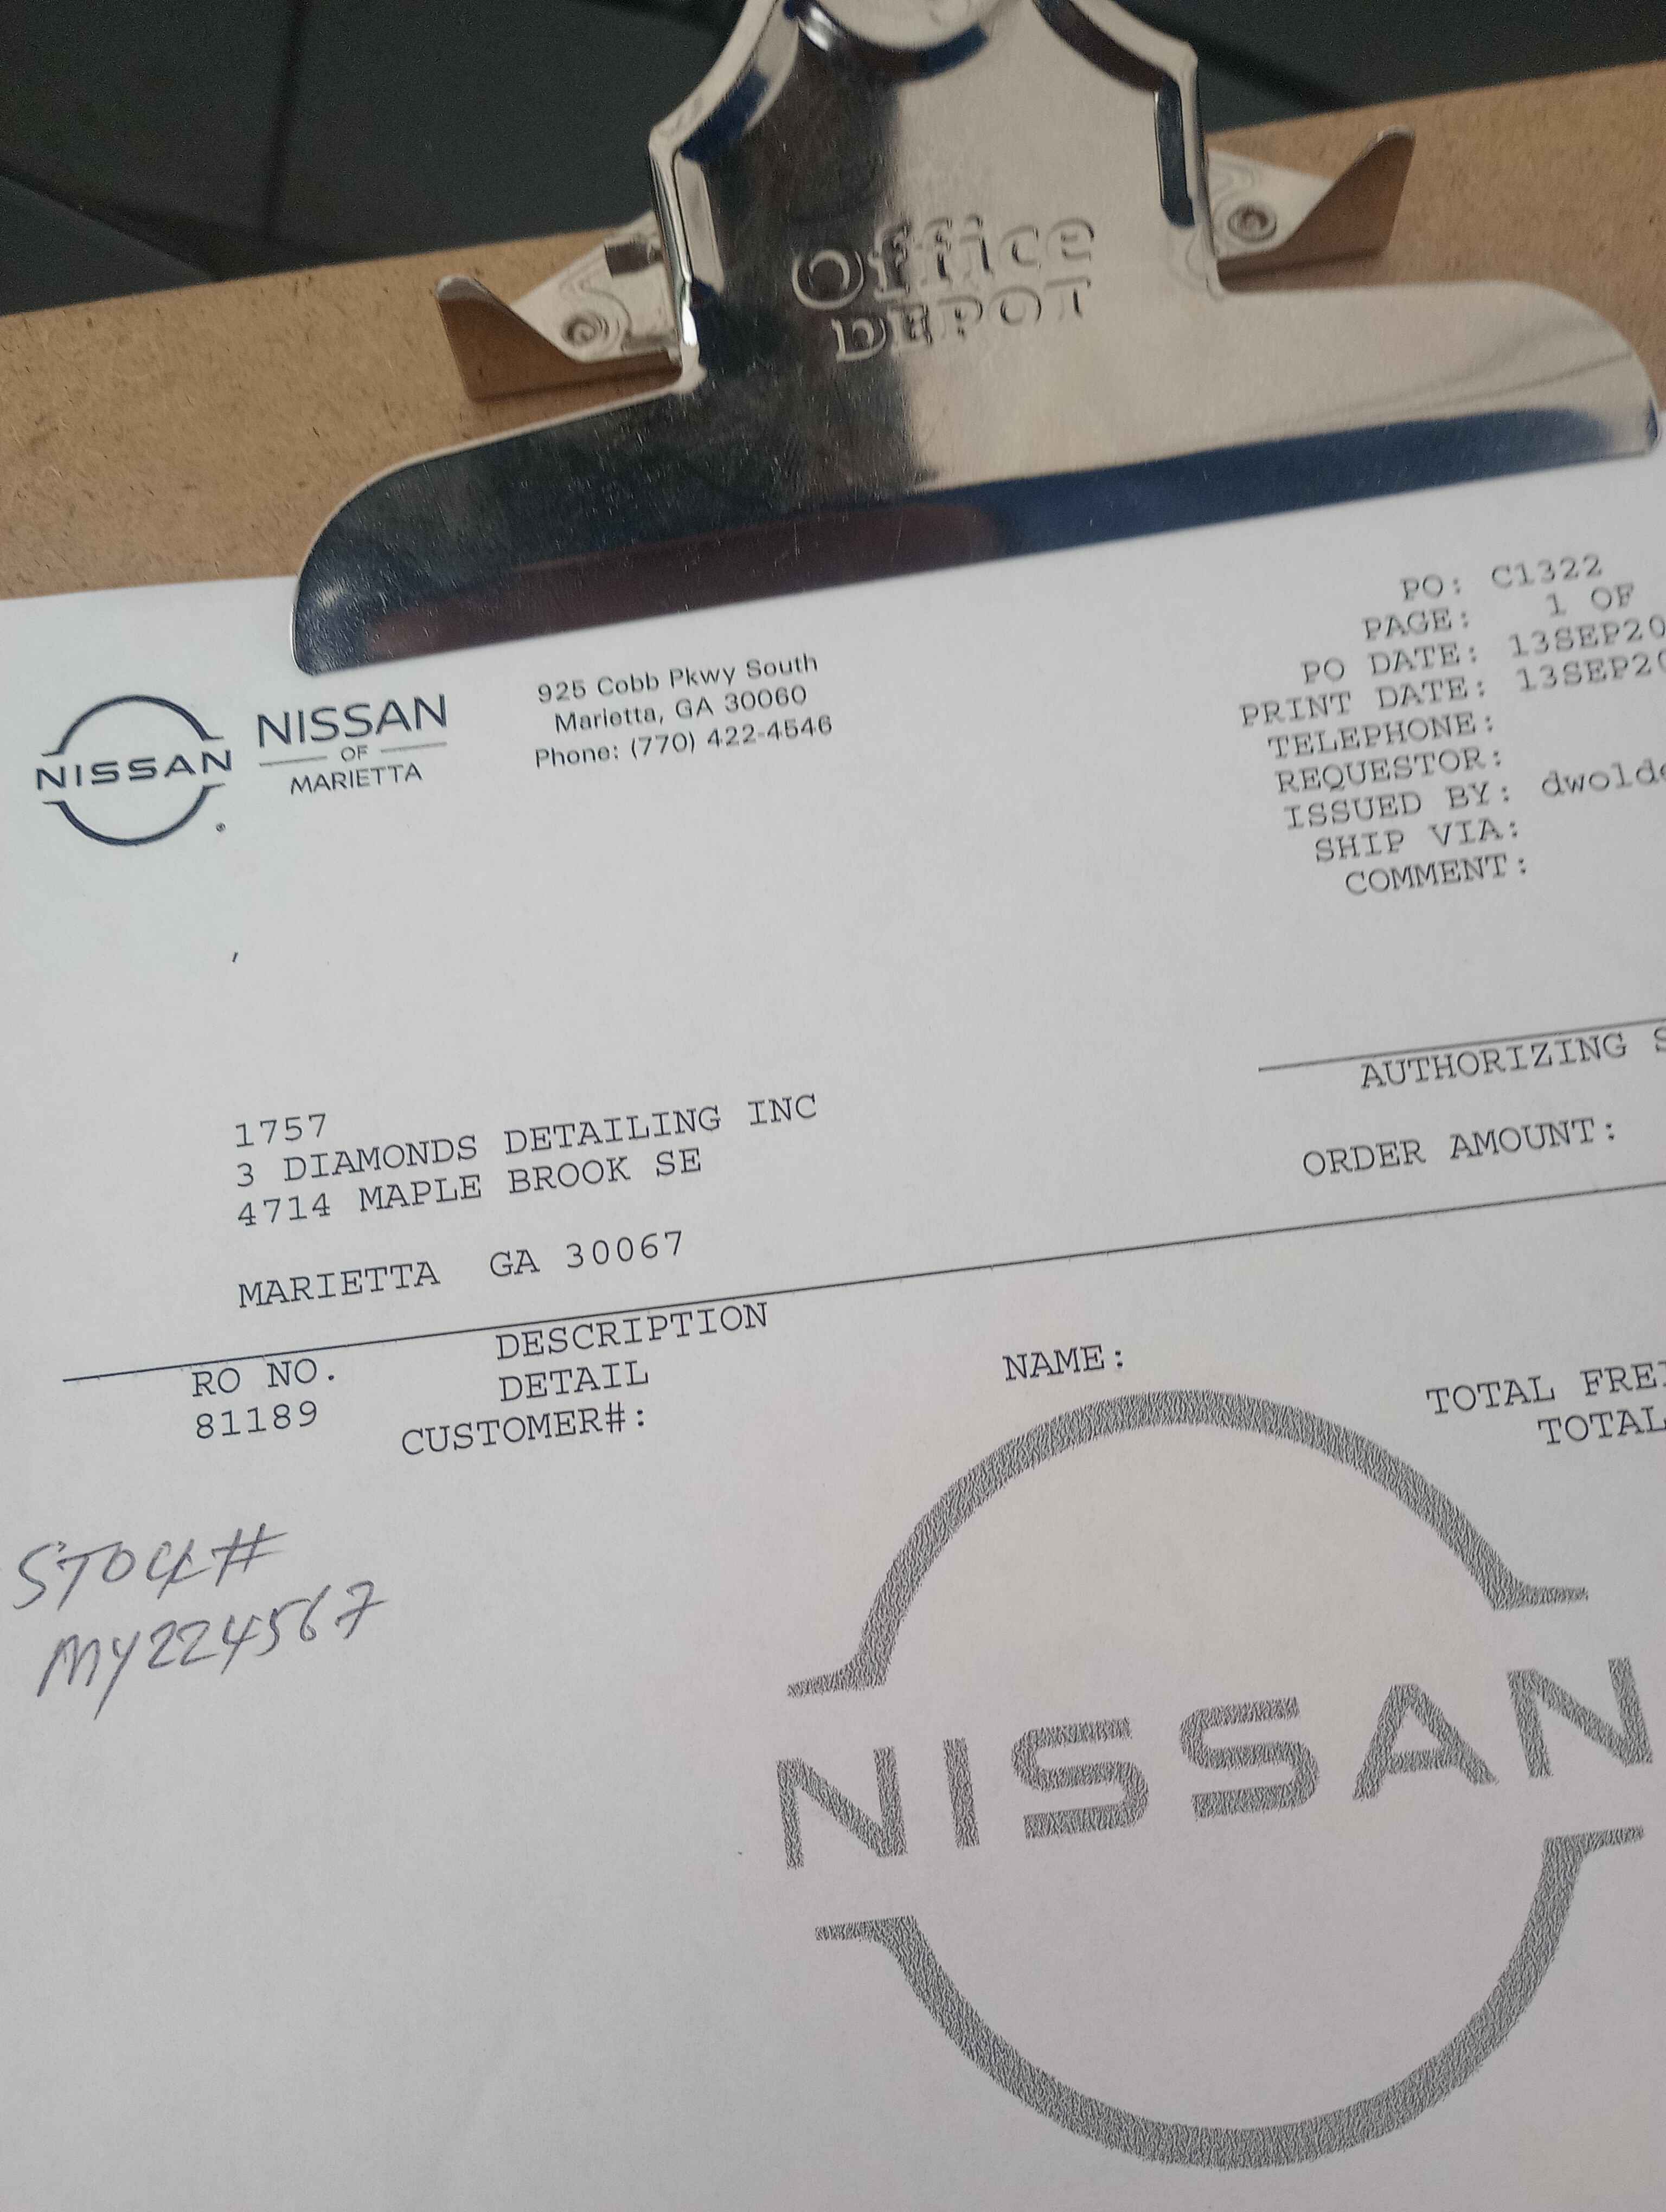 Office
DEPOT
NISSAN
NISSAN
OF
MARIETTA
925 Cobb Pkwy South
Marietta, GA 30060
Phone: (770) 422-4546
PO: C1322
PAGE: 1 OF
PO DATE: 13SEP20
PRINT DATE: 13SEP20
TELEPHONE:
REQUESTOR:
ISSUED BY: dwolde
SHIP VIA:
COMMENT:
AUTHORIZING S
1757
3 DIAMONDS DETAILING INC
4714 MAPLE BROOK SE
MARIETTA GA 30067
ORDER AMOUNT:
RO NO. DESCRIPTION
81189 DETAIL
CUSTOMER#: NAME:
TOTAL FREI
TOTAL
STOCK#
MY224567
NISSAN